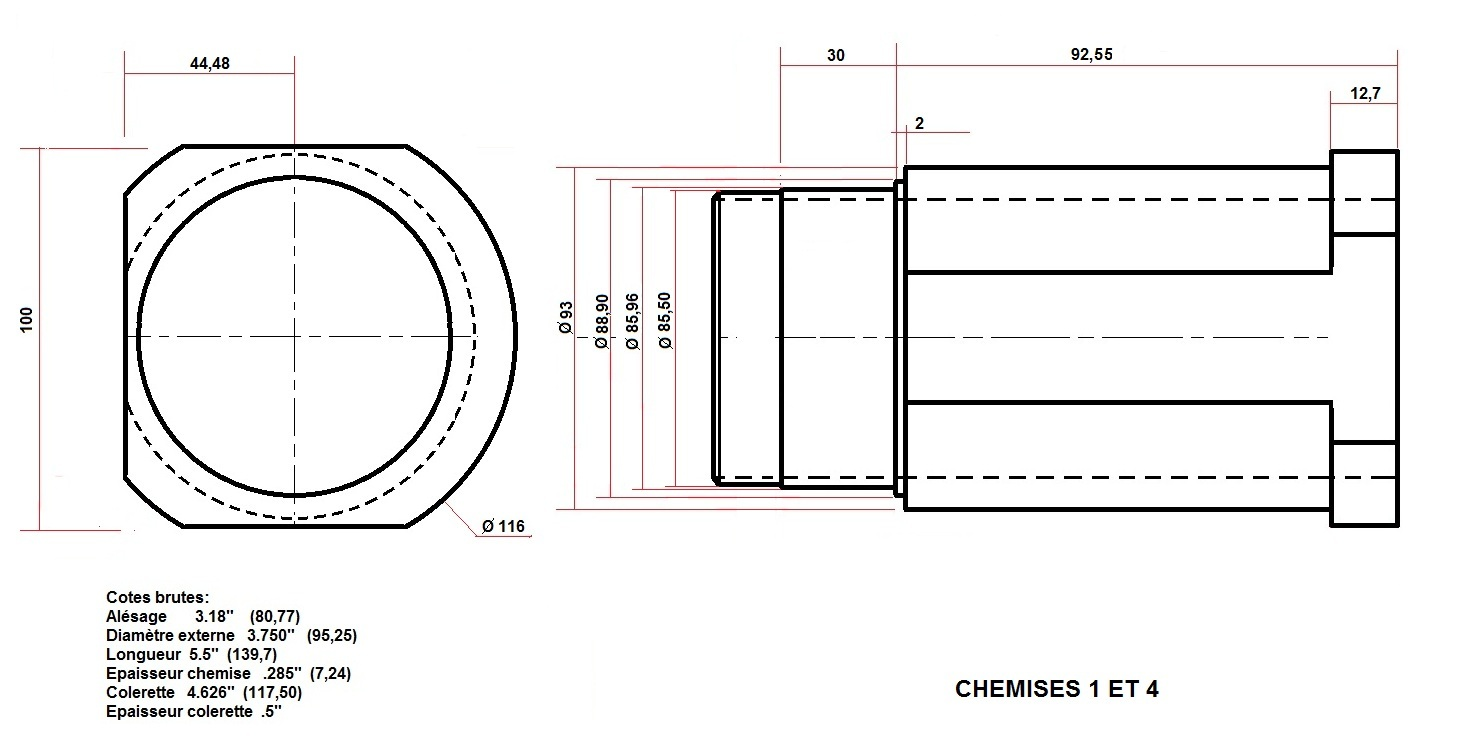 44,48
30
92,55
12,7
2
100
Ø 93
Ø 88,90
Ø 85,96
Ø 85,50
Ø 116
Cotes brutes:
Alésage 3.18" (80,77)
Diamètre externe 3.750" (95,25)
Longueur 5.5" (139,7)
Epaisseur chemise .285" (7,24)
Colerette 4.626" (117,50)
Epaisseur colerette .5"
CHEMISES 1 ET 4